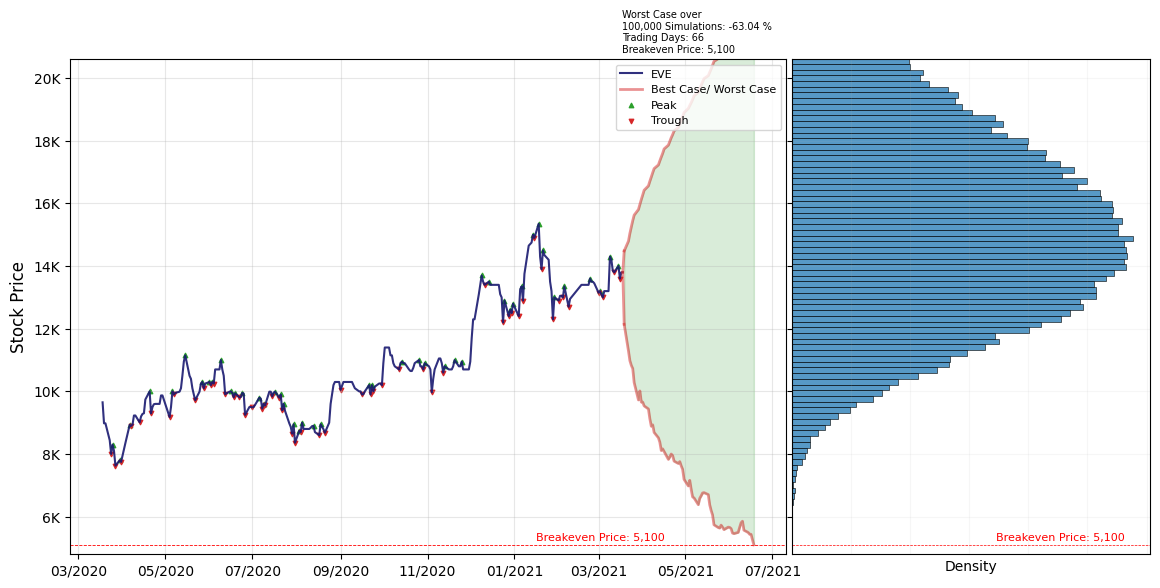 Worst Case over
100,000 Simulations: -63.04 %
Trading Days: 66
Breakeven Price: 5,100
EVE
Best Case/ Worst Case
Peak
Trough
Stock Price
20K
18K
16K
14K
12K
10K
8K
6K
Breakeven Price: 5,100
Breakeven Price: 5,100
03/2020
05/2020
07/2020
09/2020
11/2020
01/2021
03/2021
05/2021
07/2021
Density